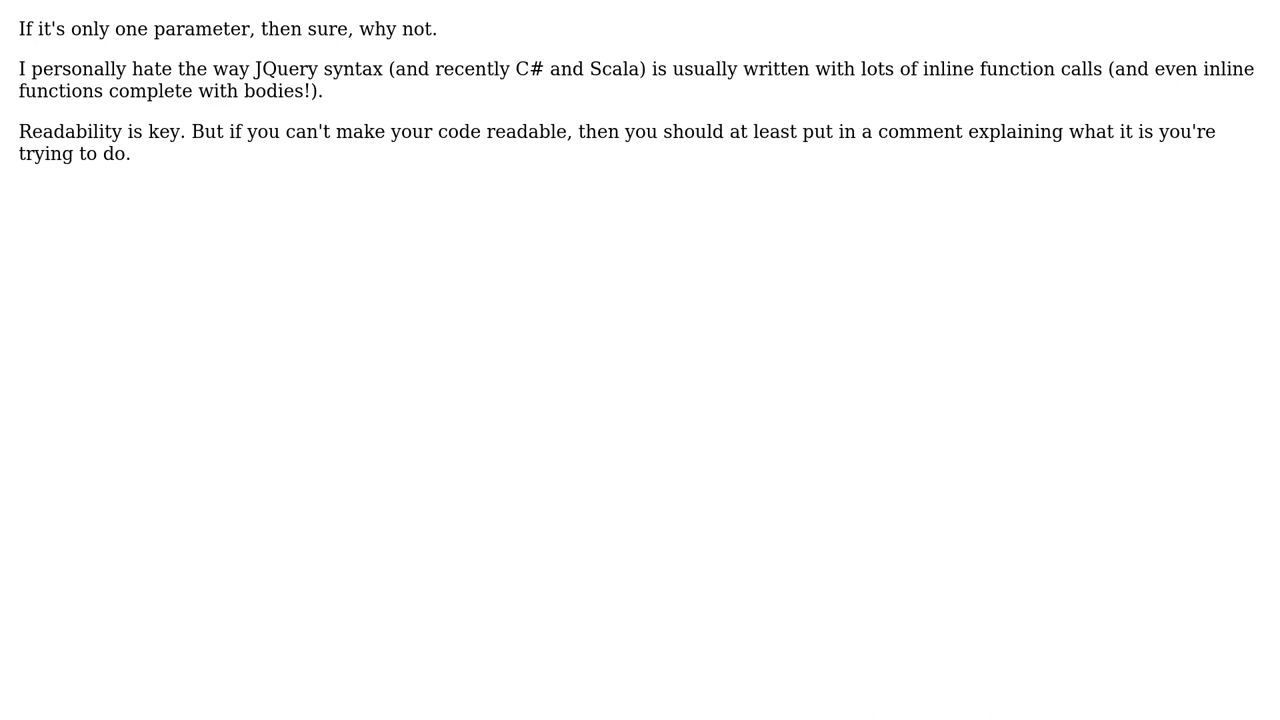 If it's only one parameter, then sure, why not.
I personally hate the way JQuery syntax (and recently C# and Scala) is usually written with lots of inline function calls (and even inline
functions complete with bodies!).
Readability is key. But if you can't make your code readable, then you should at least put in a comment explaining what it is you're
trying to do.